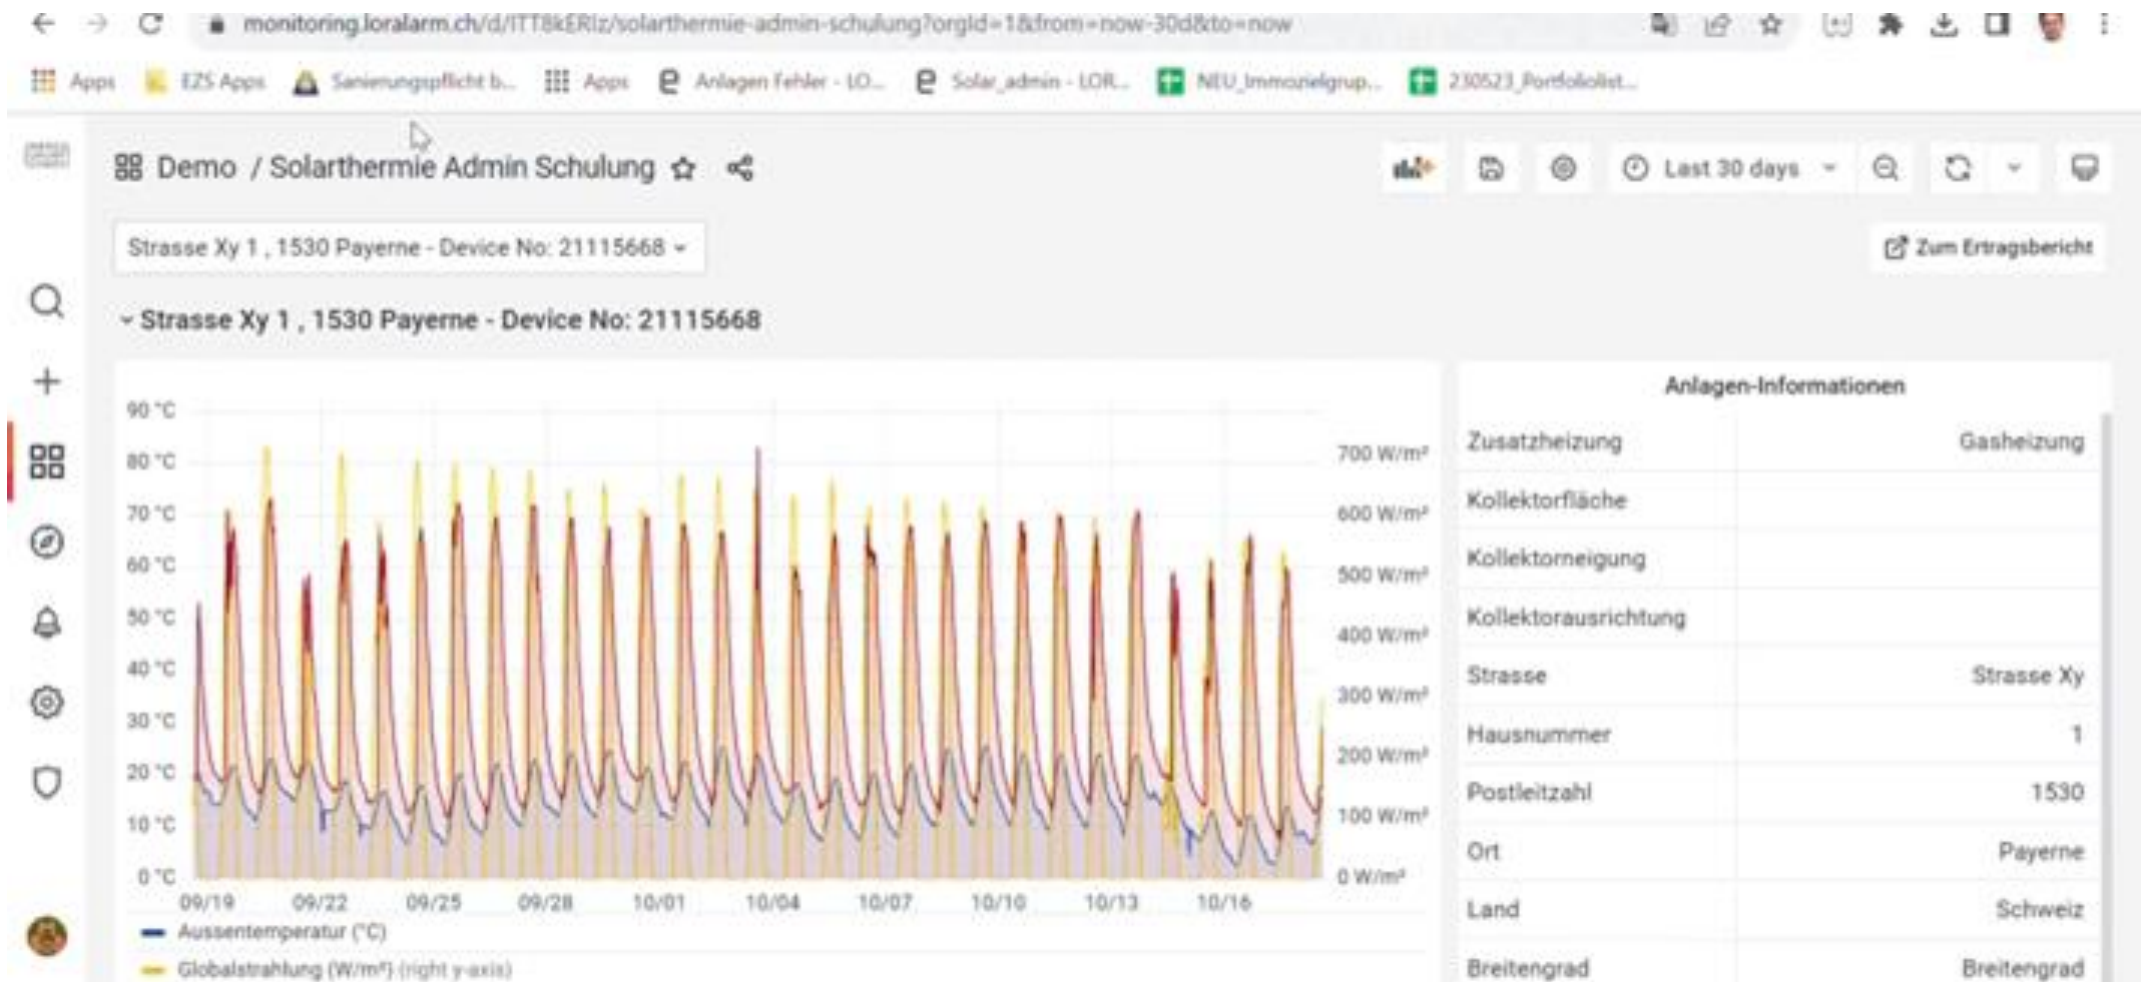 monitoring.loralarm.ch/d/ITT8kERIz/solarthermie-admin-schulung?orgId=1&from=now-30d&to=now
Apps EZS Apps Sanierungspflicht b... Apps Anlagen Fehler - LO... Solar_admin - LOR... NEU_Immozielgrup... 230523_Portfoliolist...
Demo / Solarthermie Admin Schulung Last 30 days
Strasse Xy 1 , 1530 Payerne - Device No: 21115668 Zum Ertragsbericht
Strasse Xy 1 , 1530 Payerne - Device No: 21115668
90 °C
80 °C
70 °C
60 °C
50 °C
40 °C
30 °C
20 °C
10 °C
0 °C
700 W/m²
600 W/m²
500 W/m²
400 W/m²
300 W/m²
200 W/m²
100 W/m²
0 W/m²
09/19 09/22 09/25 09/28 10/01 10/04 10/07 10/10 10/13 10/16
Aussentemperatur (°C)
Globalstrahlung (W/m²) (right y-axis)
Anlagen-Informationen
Zusatzheizung Gasheizung
Kollektorfläche
Kollektorneigung
Kollektorausrichtung
Strasse Strasse Xy
Hausnummer 1
Postleitzahl 1530
Ort Payerne
Land Schweiz
Breitengrad Breitengrad